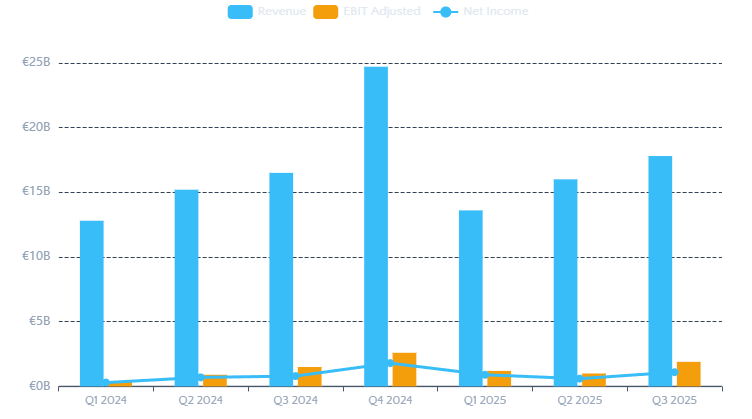 Revenue EBIT Adjusted Net Income
€25B
€20B
€15B
€10B
€5B
€0B
Q1 2024 Q2 2024 Q3 2024 Q4 2024 Q1 2025 Q2 2025 Q3 2025